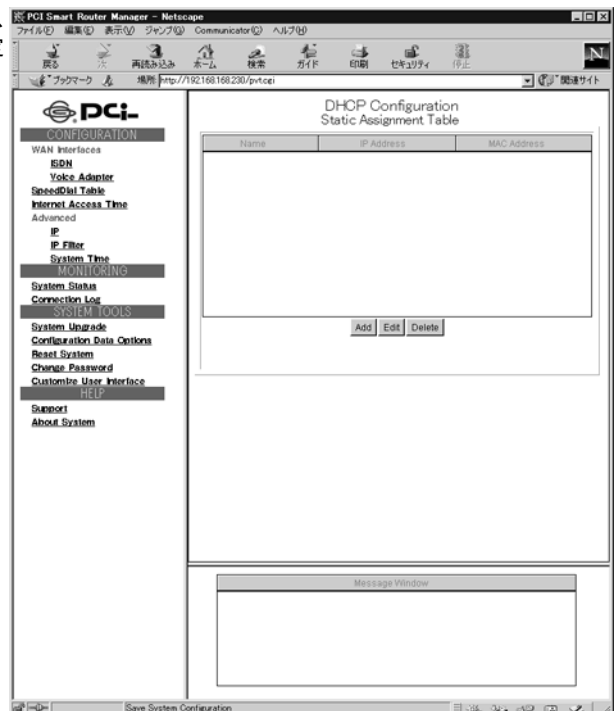 PCI Smart Router Manager - Netscape
ファイル(F) 編集(E) 表示(V) ジャンプ(G) Communicator(C) ヘルプ(H)
戻る 次 再読み込み ホーム 検索 ガイド 印刷 セキュリティ 停止
N
ブックマーク 場所: http://192.168.168.230/pvt.cgi 関連サイト
PCi-
CONFIGURATION
WAN Interfaces
ISDN
Voice Adapter
SpeedDial Table
Internet Access Time
Advanced
IP
IP Filter
System Time
MONITORING
System Status
Connection Log
SYSTEM TOOLS
System Upgrade
Configuration Data Options
Reset System
Change Password
Customize User Interface
HELP
Support
About System
DHCP Configuration
Static Assignment Table
Name IP Address MAC Address
Add Edit Delete
Message Window
Save System Configuration